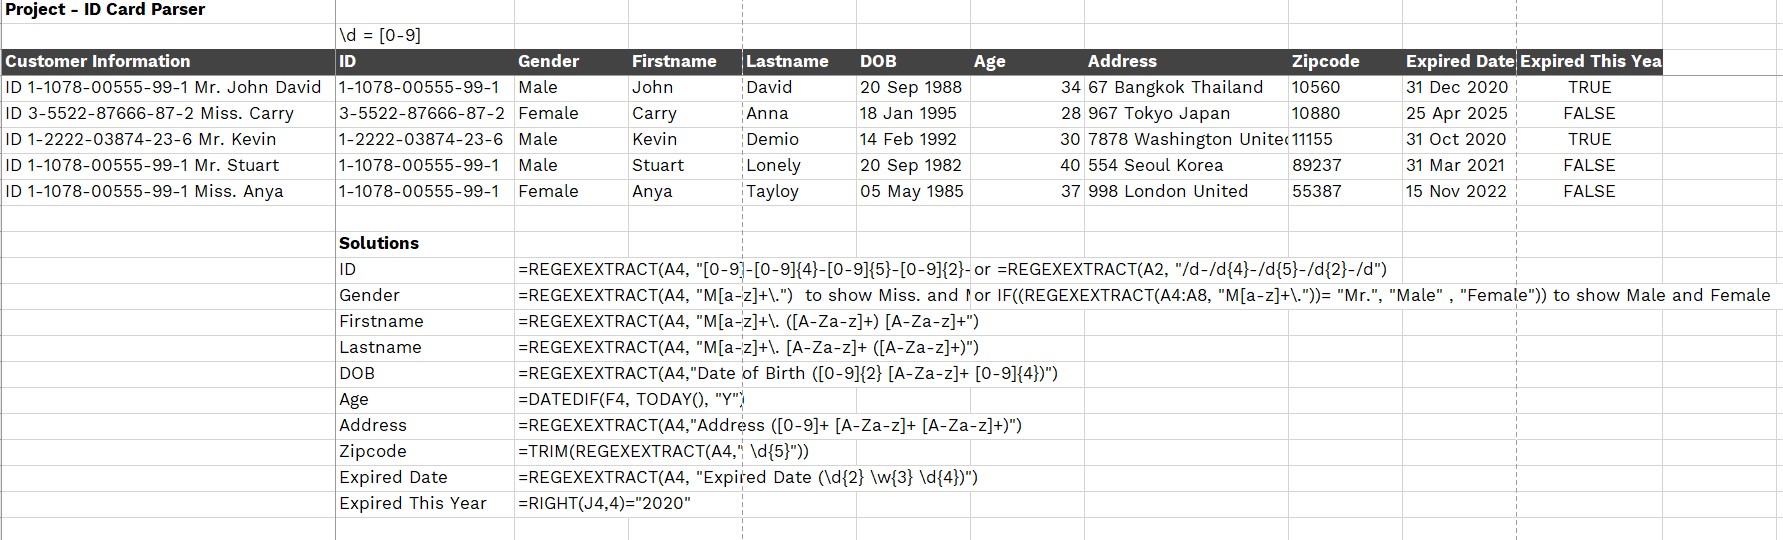 Project - ID Card Parser
\d = [0-9]
Customer Information ID Gender Firstname Lastname DOB Age Address Zipcode Expired Date Expired This Yea
ID 1-1078-00555-99-1 Mr. John David 1-1078-00555-99-1 Male John David 20 Sep 1988 34 67 Bangkok Thailand 10560 31 Dec 2020 TRUE
ID 3-5522-87666-87-2 Miss. Carry 3-5522-87666-87-2 Female Carry Anna 18 Jan 1995 28 967 Tokyo Japan 10880 25 Apr 2025 FALSE
ID 1-2222-03874-23-6 Mr. Kevin 1-2222-03874-23-6 Male Kevin Demio 14 Feb 1992 30 7878 Washington Unitec 11155 31 Oct 2020 TRUE
ID 1-1078-00555-99-1 Mr. Stuart 1-1078-00555-99-1 Male Stuart Lonely 20 Sep 1982 40 554 Seoul Korea 89237 31 Mar 2021 FALSE
ID 1-1078-00555-99-1 Miss. Anya 1-1078-00555-99-1 Female Anya Tayloy 05 May 1985 37 998 London United 55387 15 Nov 2022 FALSE
Solutions
ID =REGEXEXTRACT(A4, "[0-9]-[0-9]{4}-[0-9]{5}-[0-9]{2}- or =REGEXEXTRACT(A2, "/d-/d{4}-/d{5}-/d{2}-/d")
Gender =REGEXEXTRACT(A4, "M[a-z]+\.") to show Miss. and or IF((REGEXEXTRACT(A4:A8, "M[a-z]+\."))= "Mr.", "Male" , "Female")) to show Male and Female
Firstname =REGEXEXTRACT(A4, "M[a-z]+\. ([A-Za-z]+) [A-Za-z]+")
Lastname =REGEXEXTRACT(A4, "M[a-z]+\. [A-Za-z]+ ([A-Za-z]+)")
DOB =REGEXEXTRACT(A4,"Date of Birth ([0-9]{2} [A-Za-z]+ [0-9]{4})")
Age =DATEDIF(F4, TODAY(), "Y")
Address =REGEXEXTRACT(A4,"Address ([0-9]+ [A-Za-z]+ [A-Za-z]+)")
Zipcode =TRIM(REGEXEXTRACT(A4," \d{5}"))
Expired Date =REGEXEXTRACT(A4, "Expired Date (\d{2} \w{3} \d{4})")
Expired This Year =RIGHT(J4,4)="2020"